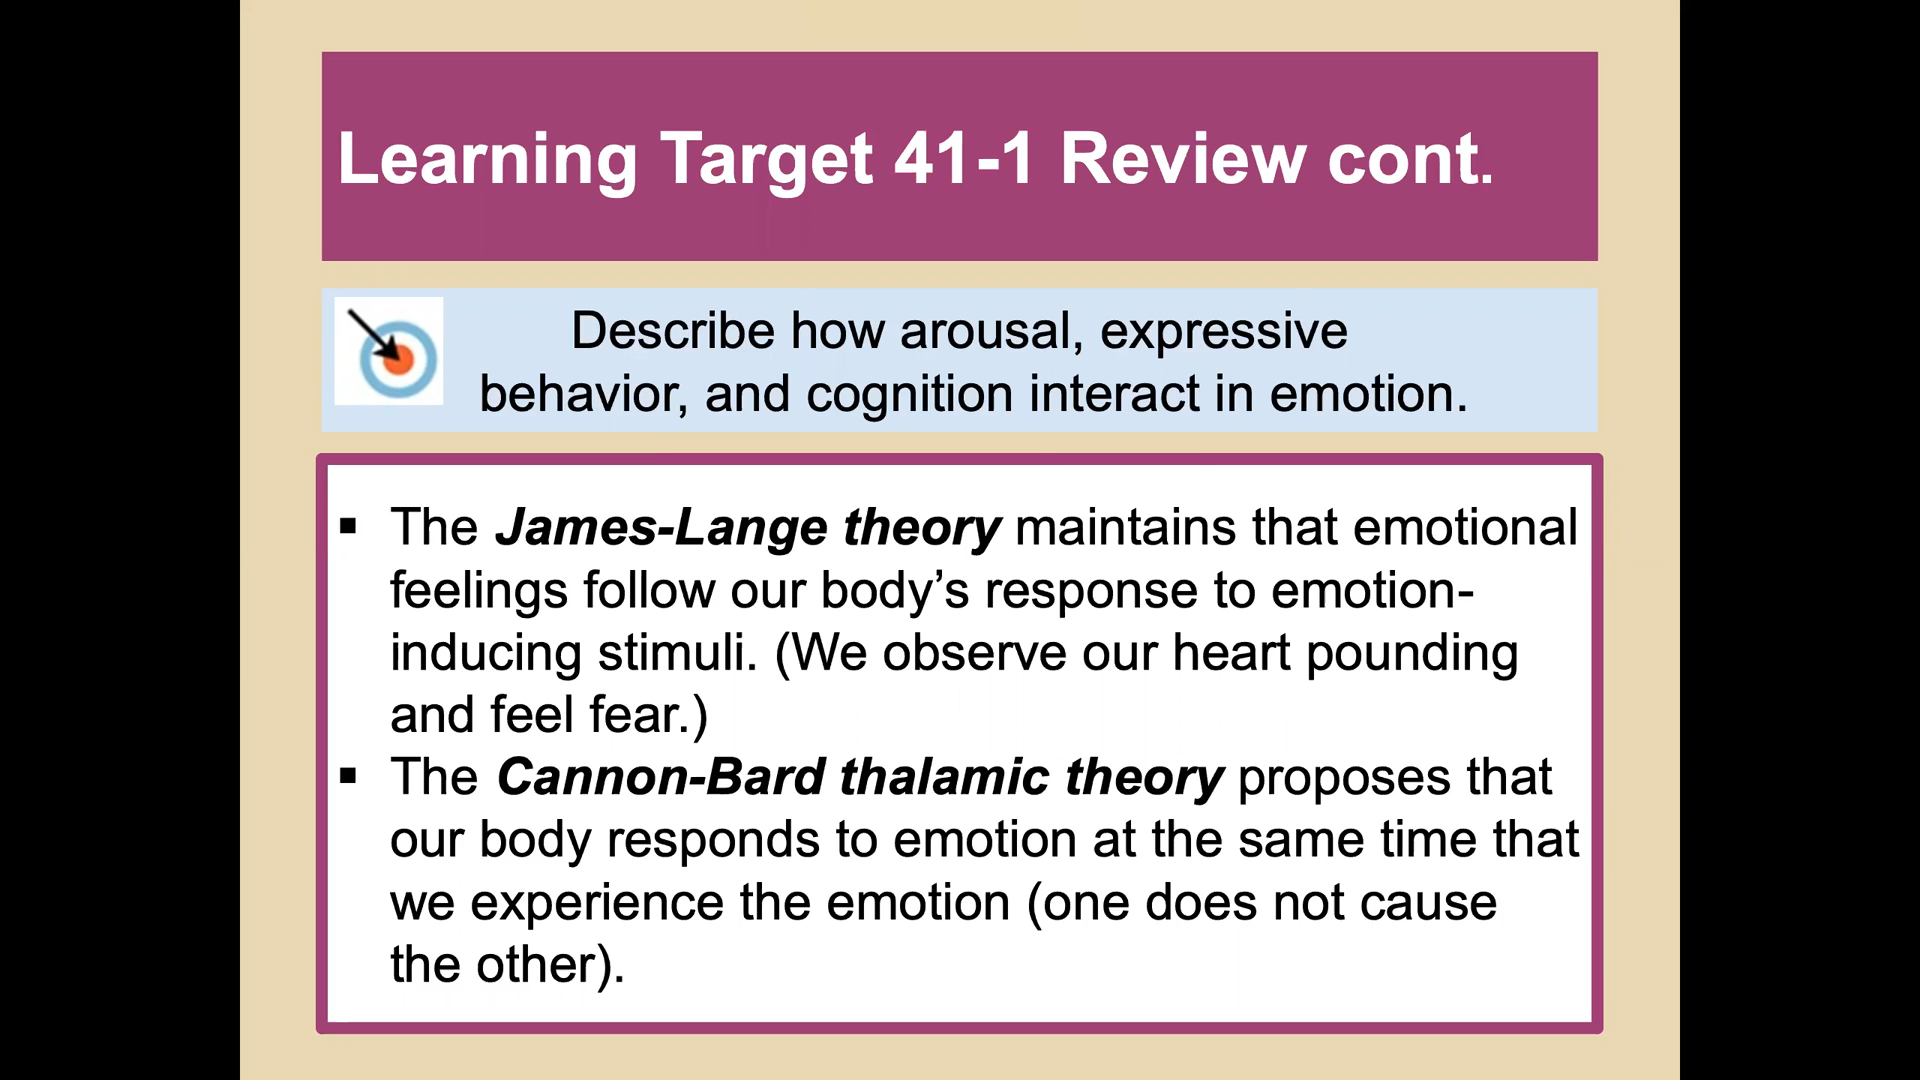 Learning Target 41-1 Review cont.
Describe how arousal, expressive
behavior, and cognition interact in emotion.
▪ The James-Lange theory maintains that emotional
feelings follow our body’s response to emotion-
inducing stimuli. (We observe our heart pounding
and feel fear.)
▪ The Cannon-Bard thalamic theory proposes that
our body responds to emotion at the same time that
we experience the emotion (one does not cause
the other).